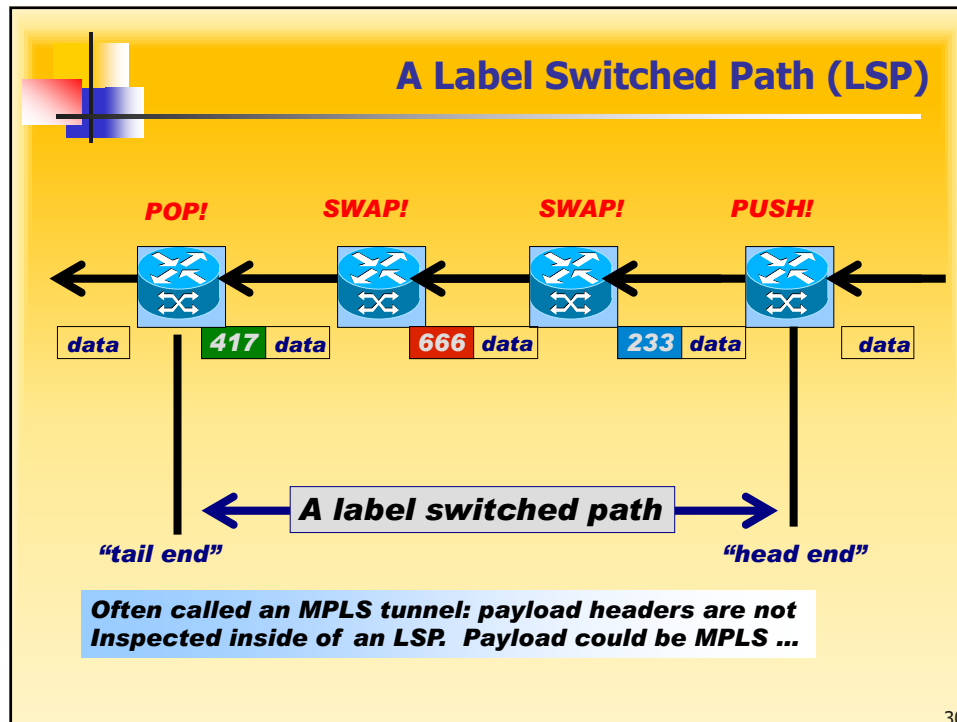 A Label Switched Path (LSP)
POP! SWAP! SWAP! PUSH!
data 417 data 666 data 233 data data
A label switched path
“tail end” “head end”
Often called an MPLS tunnel: payload headers are not
Inspected inside of an LSP. Payload could be MPLS ...